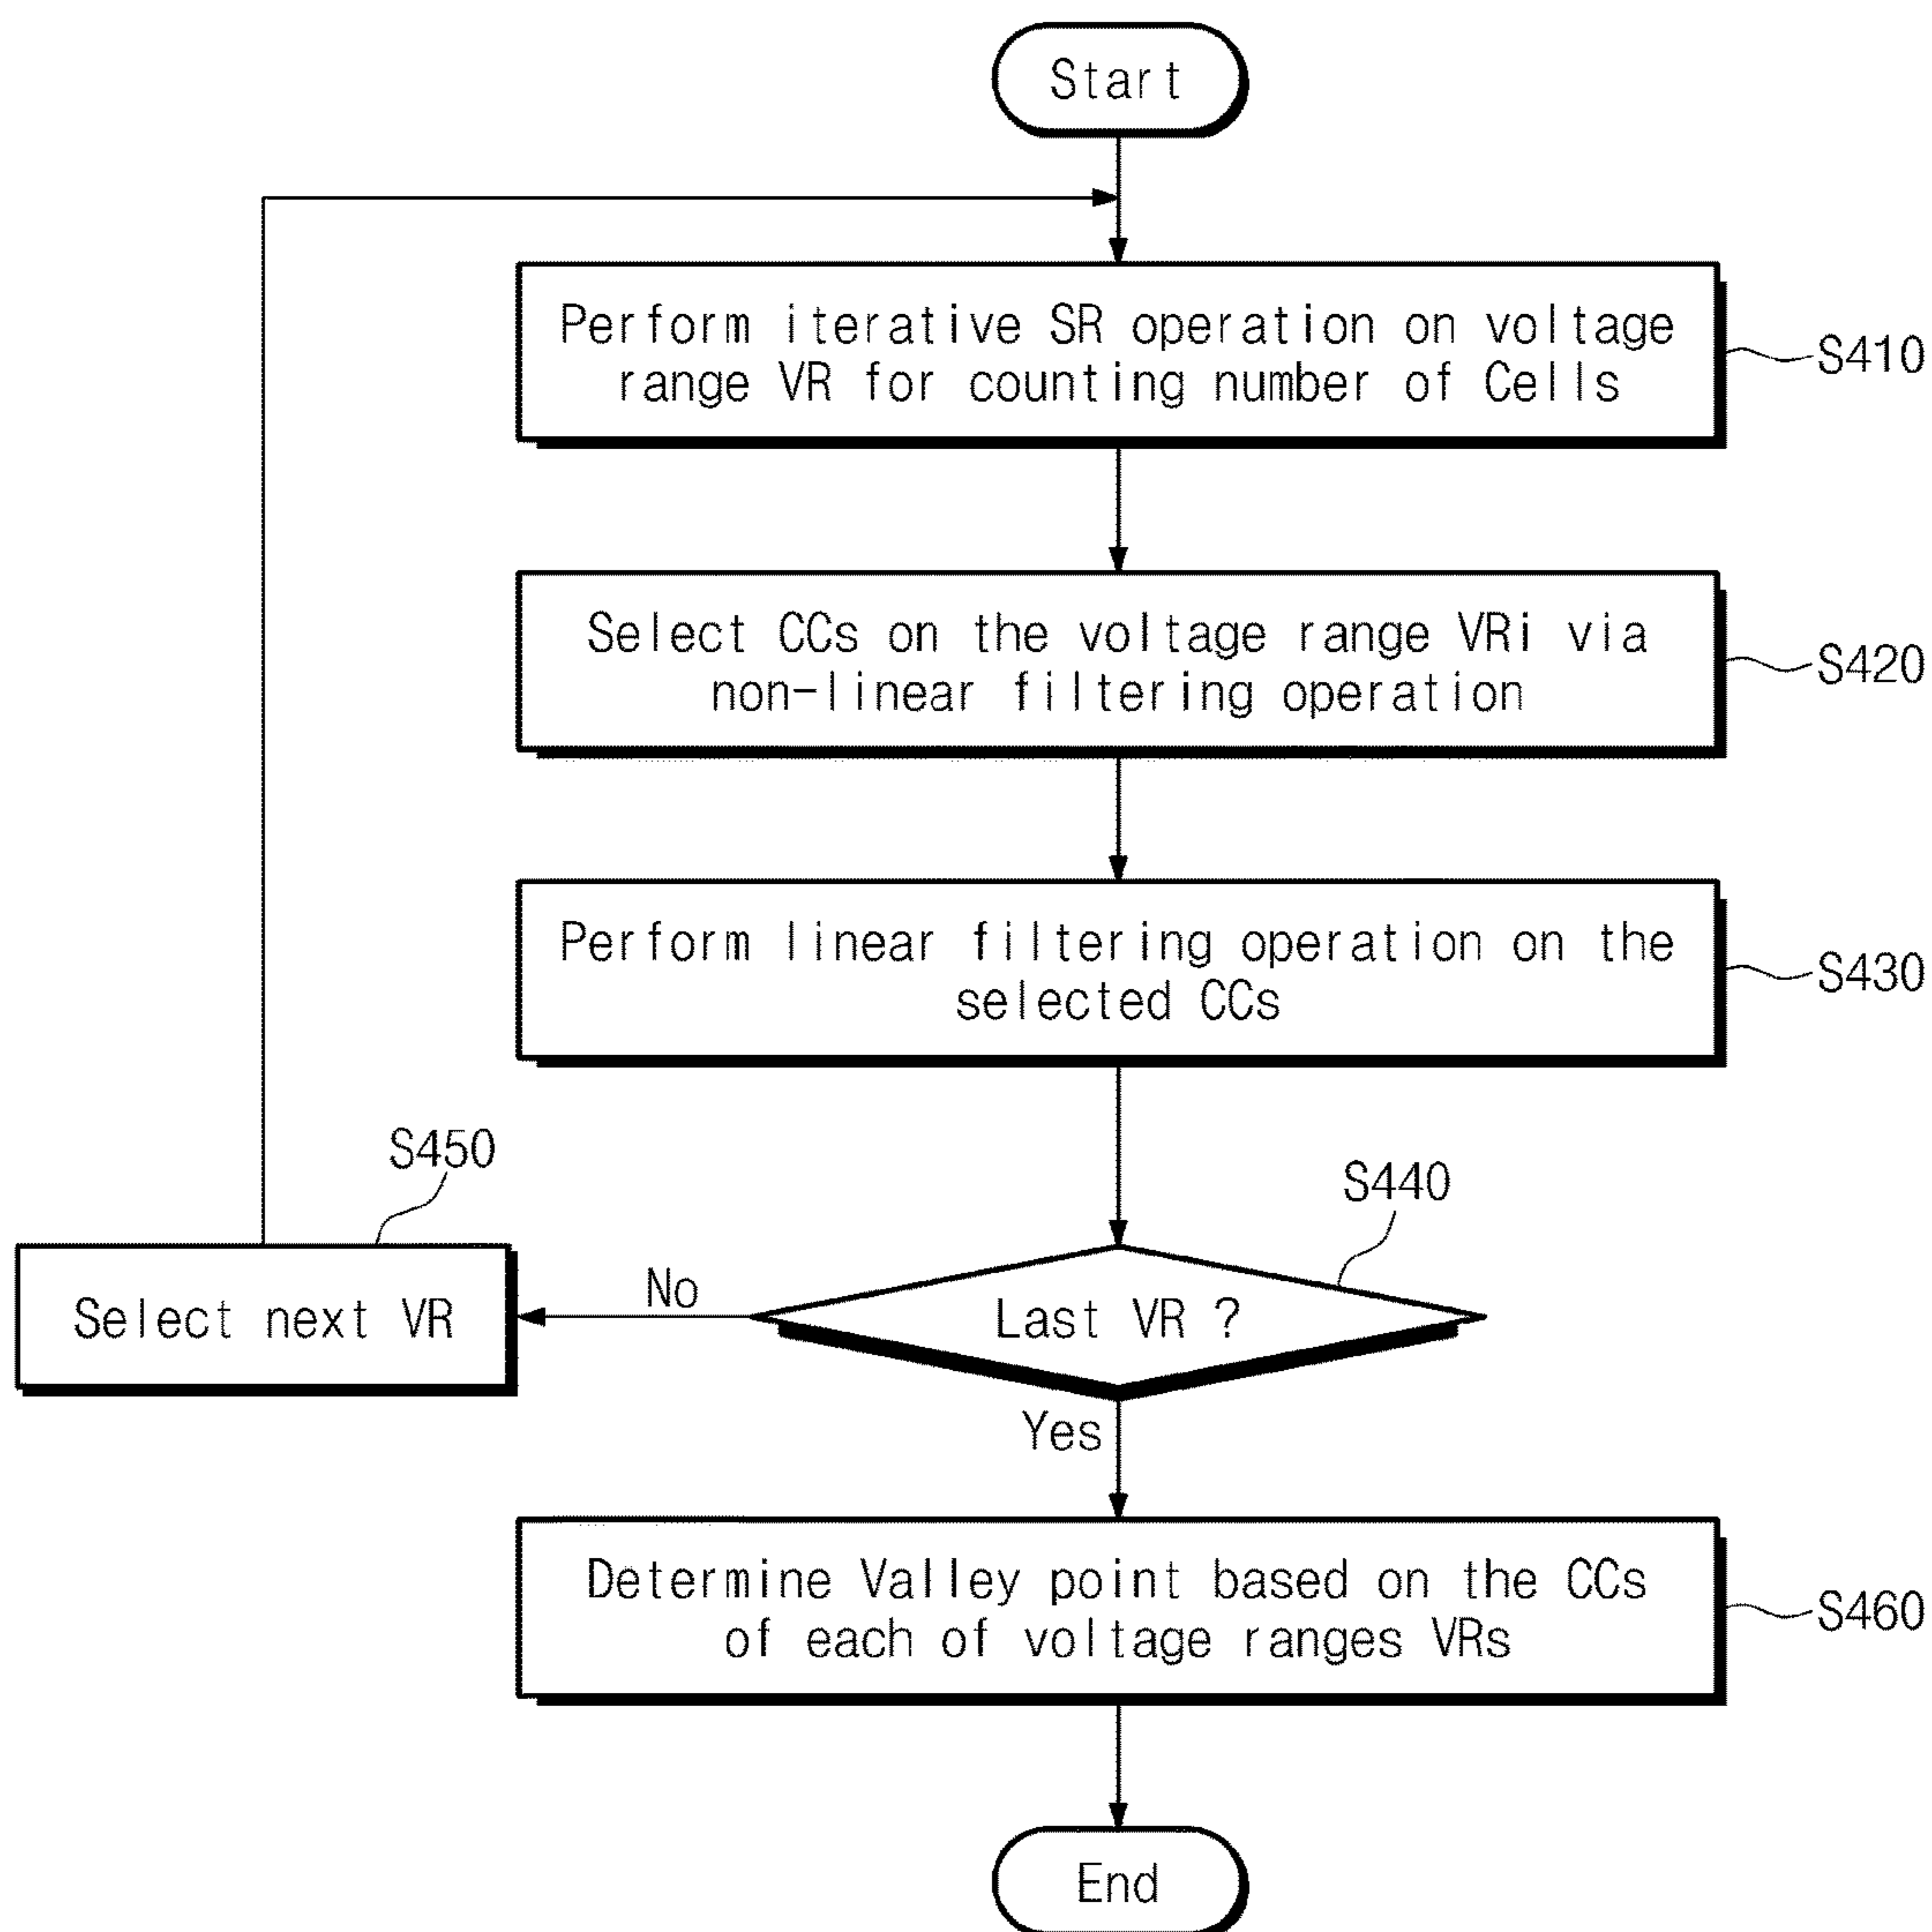 Start
Perform iterative SR operation on voltage
range VR for counting number of Cells
S410
Select CCs on the voltage range VRi via
non-linear filtering operation
S420
Perform linear filtering operation on the
selected CCs
S430
S450
S440
Select next VR
No
Last VR ?
Yes
Determine Valley point based on the CCs
of each of voltage ranges VRs
S460
End